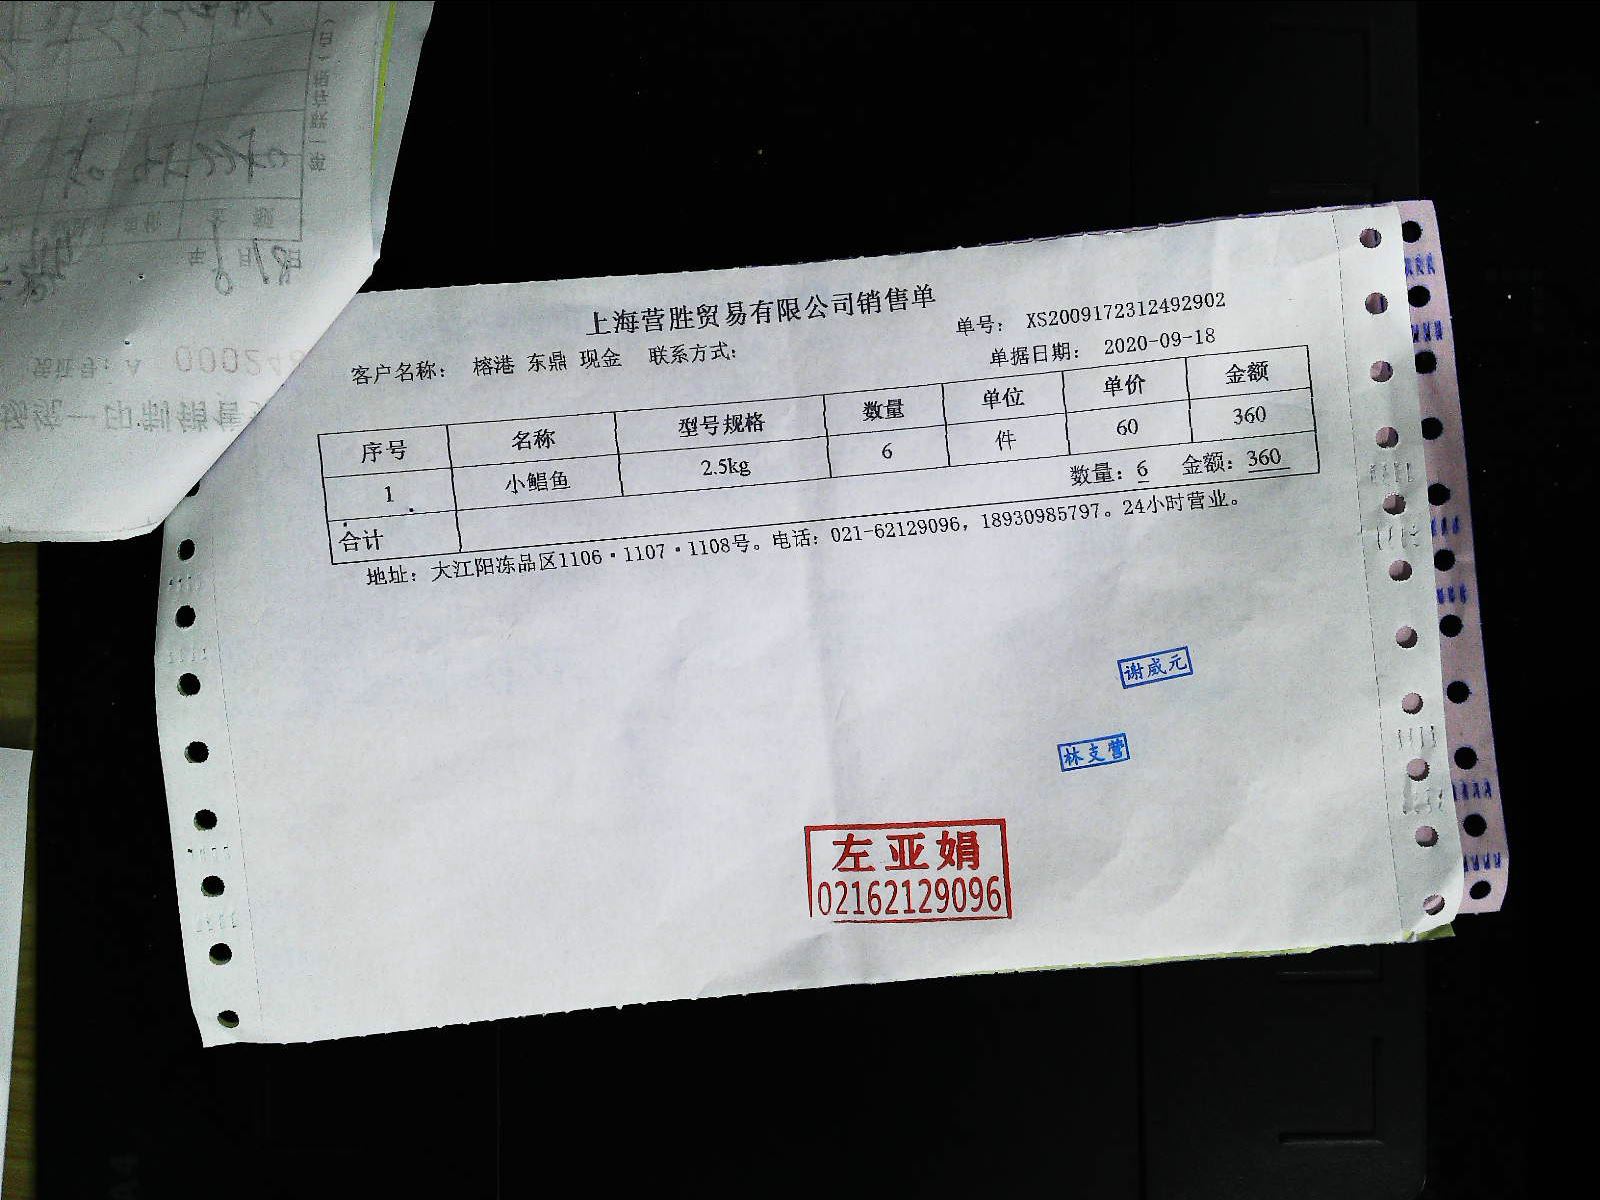 上海营胜贸易有限公司销售单
单号： XS2009172312492902
客户名称： 榕港 东鼎 现金 联系方式：
单据日期： 2020-09-18
序号 名称 型号规格 数量 单位 单价 金额
1 小鲳鱼 2.5kg 6 件 60 360
合计 数量：6 金额：360
地址：大江阳冻品区1106·1107·1108号。电话：021-62129096，18930985797。24小时营业。
谢威元
林支营
左亚娟
02162129096